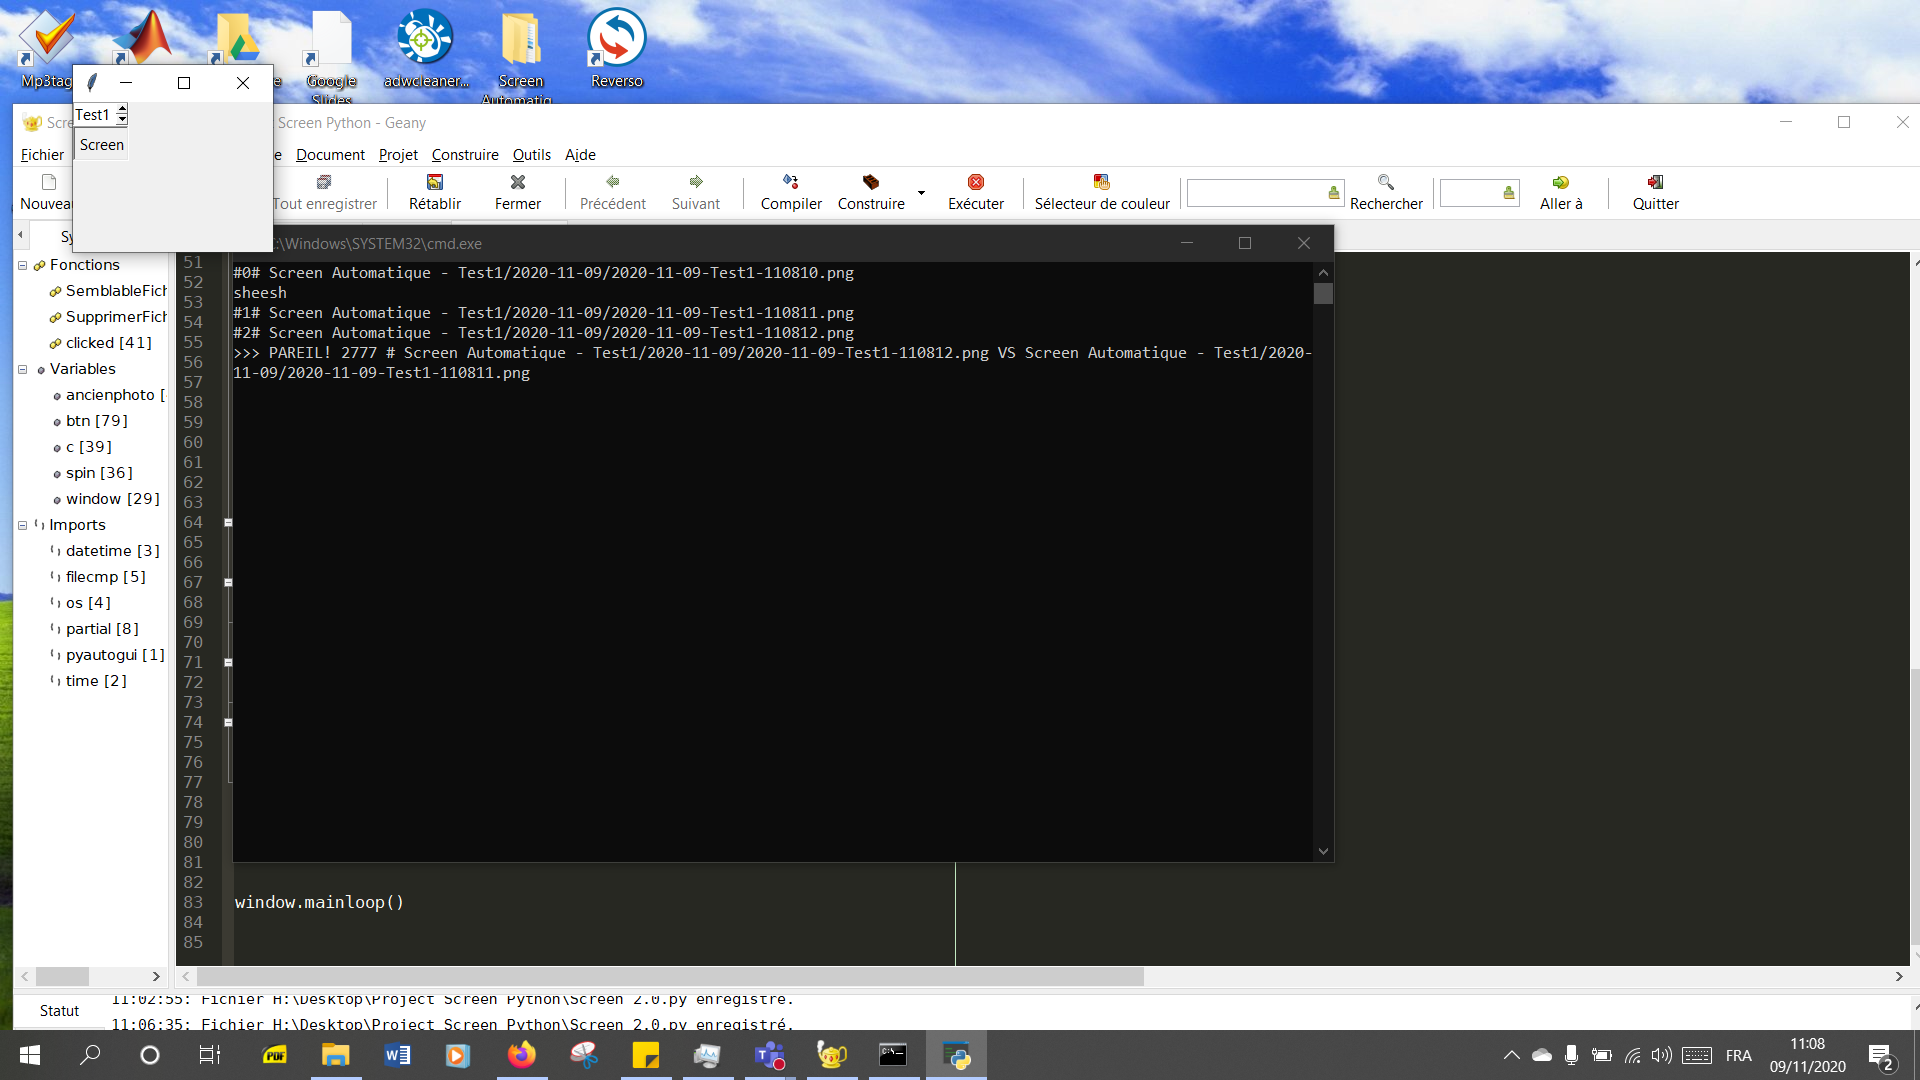 Mp3tag
Google
Slides
adwcleaner...
Screen
Automatiq...
Reverso
Test1
Screen
Screen Python - Geany
Fichier
Document
Projet
Construire
Outils
Aide
Nouveau
Tout enregistrer
Rétablir
Fermer
Précédent
Suivant
Compiler
Construire
Exécuter
Sélecteur de couleur
Rechercher
Aller à
Quitter
Fonctions
SemblableFich
SupprimerFich
clicked [41]
Variables
ancienphoto [
btn [79]
c [39]
spin [36]
window [29]
Imports
datetime [3]
filecmp [5]
os [4]
partial [8]
pyautogui [1]
time [2]
:\Windows\SYSTEM32\cmd.exe
#0# Screen Automatique - Test1/2020-11-09/2020-11-09-Test1-110810.png
sheesh
#1# Screen Automatique - Test1/2020-11-09/2020-11-09-Test1-110811.png
#2# Screen Automatique - Test1/2020-11-09/2020-11-09-Test1-110812.png
>>> PAREIL! 2777 # Screen Automatique - Test1/2020-11-09/2020-11-09-Test1-110812.png VS Screen Automatique - Test1/2020-
11-09/2020-11-09-Test1-110811.png
51
52
53
54
55
56
57
58
59
60
61
62
63
64
65
66
67
68
69
70
71
72
73
74
75
76
77
78
79
80
81
82
83 window.mainloop()
84
85
Statut
11:02:55: Fichier H:\Desktop\Project Screen Python\Screen 2.0.py enregistré.
11:06:35: Fichier H:\Desktop\Project Screen Python\Screen 2.0.py enregistré.
PDF
FRA
11:08
09/11/2020
2